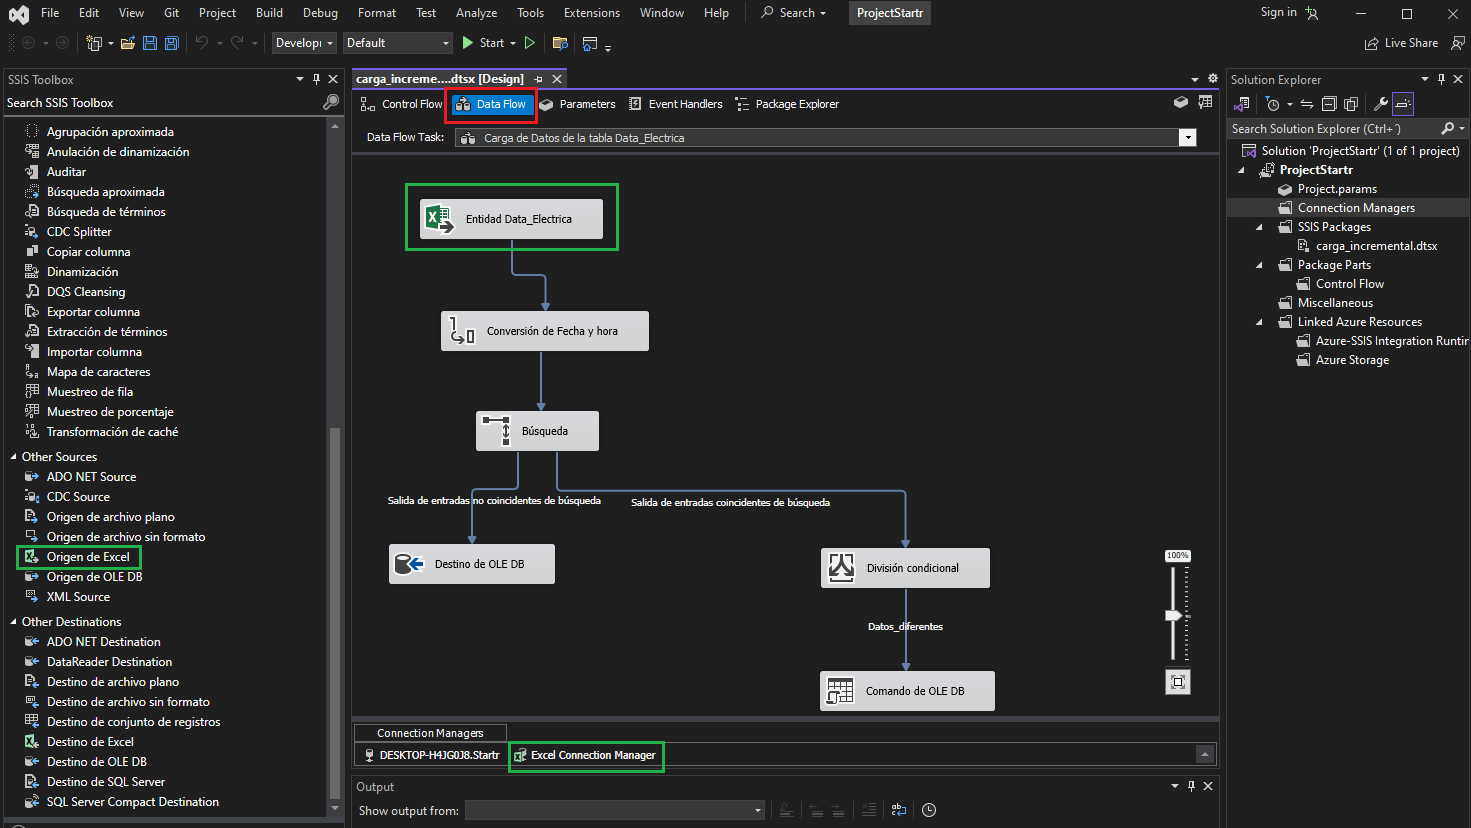 File Edit View Git Project Build Debug Format Test Analyze Tools Extensions Window Help Search ProjectStartr Sign in
Develop Default Start Live Share
SSIS Toolbox
Search SSIS Toolbox
Agrupación aproximada
Anulación de dinamización
Auditar
Búsqueda aproximada
Búsqueda de términos
CDC Splitter
Copiar columna
Dinamización
DQS Cleansing
Exportar columna
Extracción de términos
Importar columna
Mapa de caracteres
Muestreo de fila
Muestreo de porcentaje
Transformación de caché
Other Sources
ADO NET Source
CDC Source
Origen de archivo plano
Origen de archivo sin formato
Origen de Excel
Origen de OLE DB
XML Source
Other Destinations
ADO NET Destination
DataReader Destination
Destino de archivo plano
Destino de archivo sin formato
Destino de conjunto de registros
Destino de Excel
Destino de OLE DB
Destino de SQL Server
SQL Server Compact Destination
carga_increme....dtsx [Design]
Control Flow Data Flow Parameters Event Handlers Package Explorer
Data Flow Task: Carga de Datos de la tabla Data_Electrica
Entidad Data_Electrica
Conversión de Fecha y hora
Búsqueda
Salida de entradas no coincidentes de búsqueda
Salida de entradas coincidentes de búsqueda
Destino de OLE DB
División condicional
Datos_diferentes
Comando de OLE DB
100%
Connection Managers
DESKTOP-H4JG0J8.Startr Excel Connection Manager
Output
Show output from:
Solution Explorer
Search Solution Explorer (Ctrl+´)
Solution 'ProjectStartr' (1 of 1 project)
ProjectStartr
Project.params
Connection Managers
SSIS Packages
carga_incremental.dtsx
Package Parts
Control Flow
Miscellaneous
Linked Azure Resources
Azure-SSIS Integration Runtin
Azure Storage